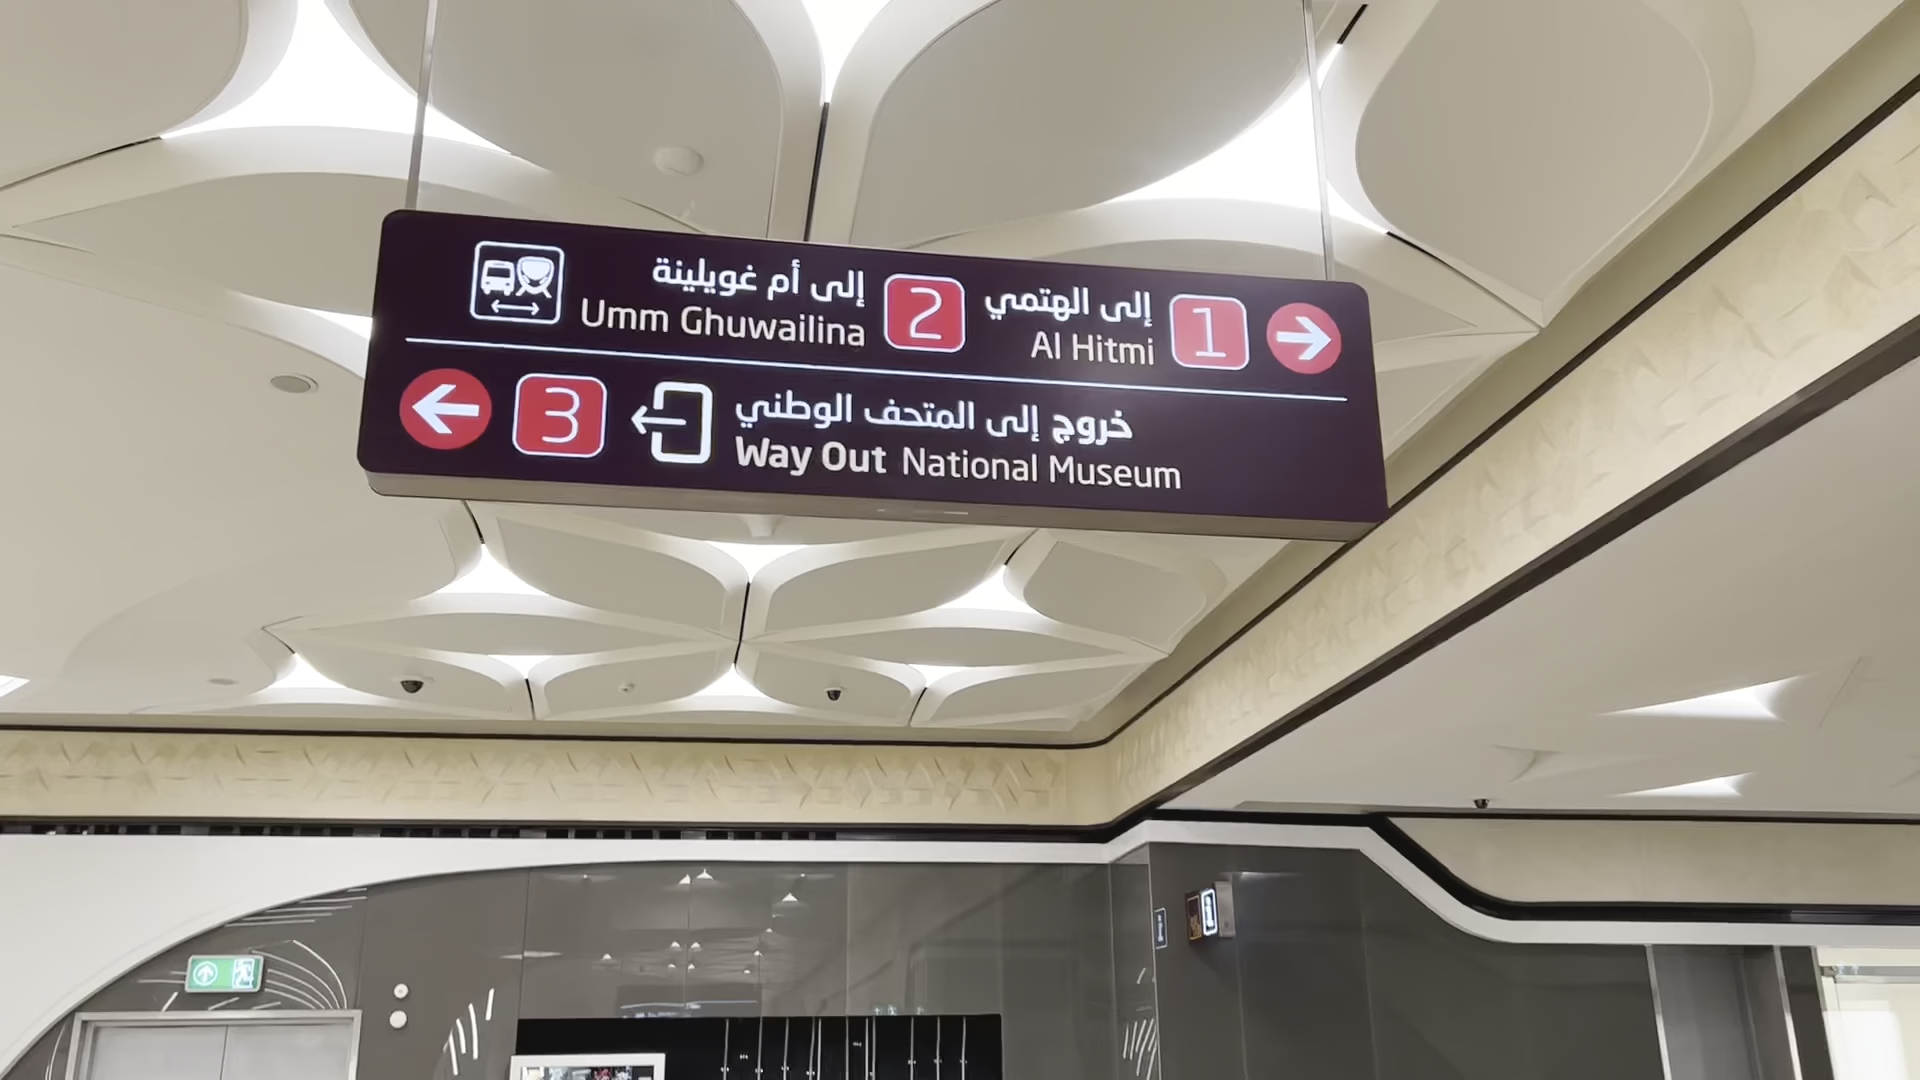 إلى الهتمي
Al Hitmi
1
إلى أم غويلينة
Umm Ghuwailina
2
3
خروج إلى المتحف الوطني
Way Out National Museum